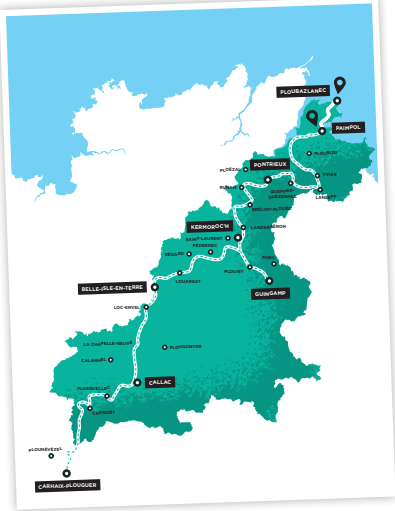 PLOUBAZLANEC
PAIMPOL
PLOURIVO
PLOËZAL
PONTRIEUX
YVIAS
RUNAN
QUEMPER-
GUÉZENNEC
BRÉLIDY-PLOUËC
KERMOROC'H
LANDEBAËRON
SAINT-LAURENT
PÉDERNEC
BÉGARD
PABU
PLOUISY
LOUARGAT
BELLE-ISLE-EN-TERRE
GUINGAMP
LOC-ENVEL
LA CHAPELLE-NEUVE
PLOUGONVER
CALANHEL
CALLAC
PLUSQUELLEC
CARNOËT
PLOUNÉVÉZEL
CARHAIX-PLOUGUER